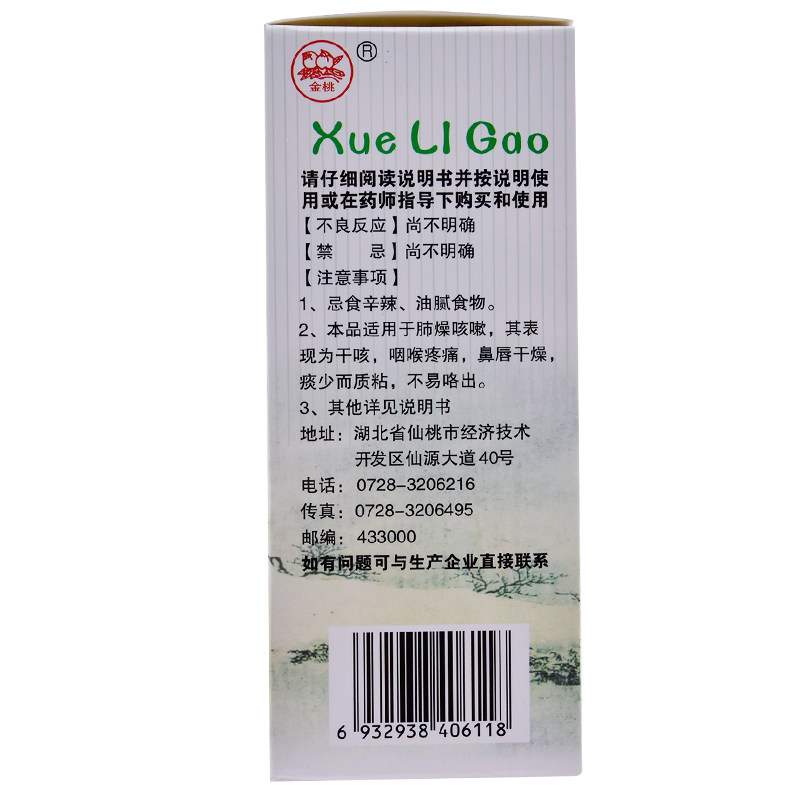 金桃
®
Xue LI Gao
请仔细阅读说明书并按说明使
用或在药师指导下购买和使用
【不良反应】尚不明确
【禁 忌】尚不明确
【注意事项】
1、忌食辛辣、油腻食物。
2、本品适用于肺燥咳嗽，其表
现为干咳，咽喉疼痛，鼻唇干燥，
痰少而质粘，不易咯出。
3、其他详见说明书
地址：湖北省仙桃市经济技术
开发区仙源大道40号
电话：0728-3206216
传真：0728-3206495
邮编：433000
如有问题可与生产企业直接联系
6 932938 406118